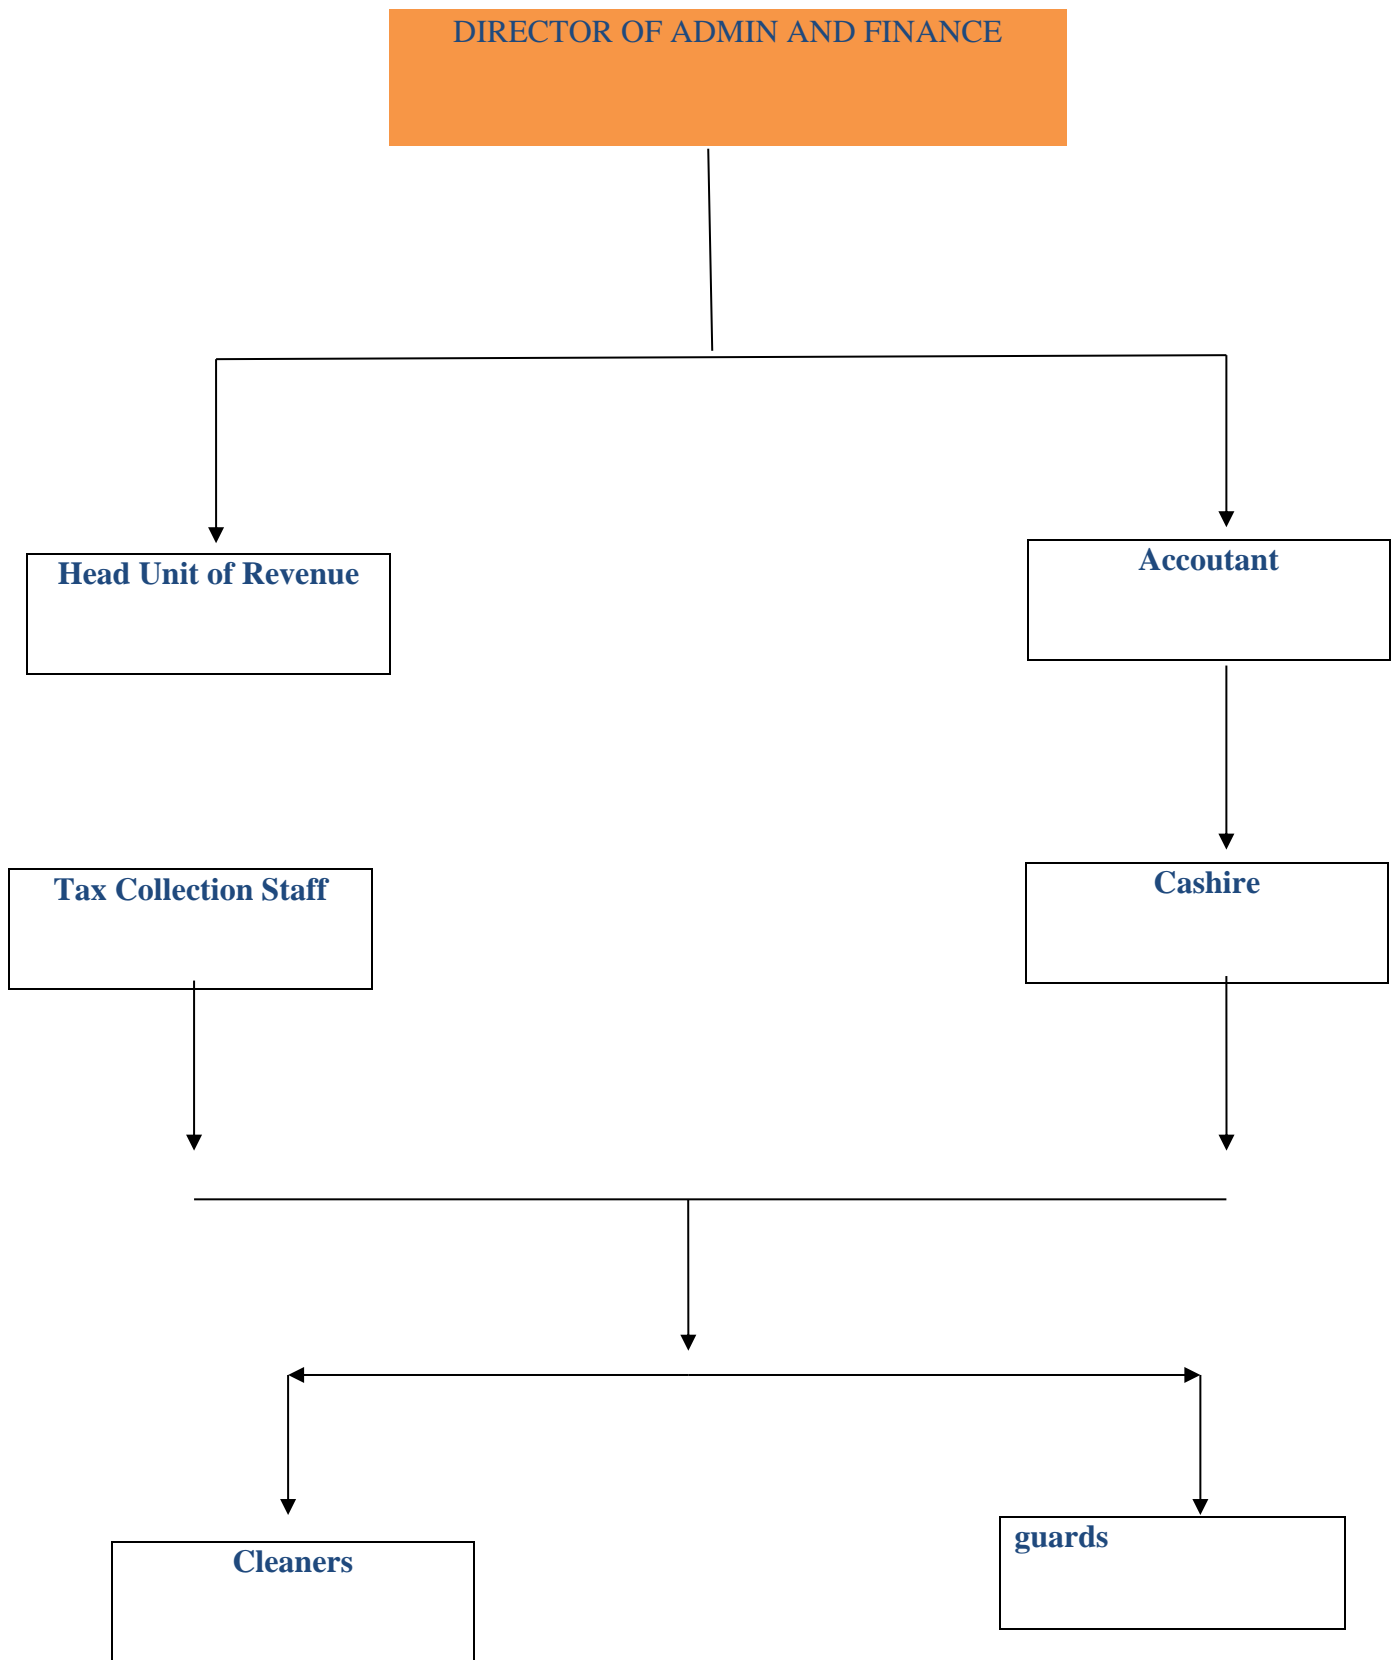 DIRECTOR OF ADMIN AND FINANCE
Head Unit of Revenue
Accoutant
Tax Collection Staff
Cashire
Cleaners
guards